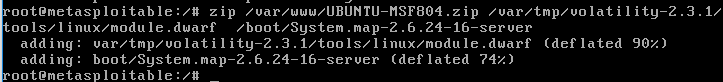 root@metasploitable:/# zip /var/www/UBUNTU-MSF804.zip /var/tmp/volatility-2.3.1/
tools/linux/module.dwarf  /boot/System.map-2.6.24-16-server
  adding: var/tmp/volatility-2.3.1/tools/linux/module.dwarf (deflated 90%)
  adding: boot/System.map-2.6.24-16-server (deflated 74%)
root@metasploitable:/# _